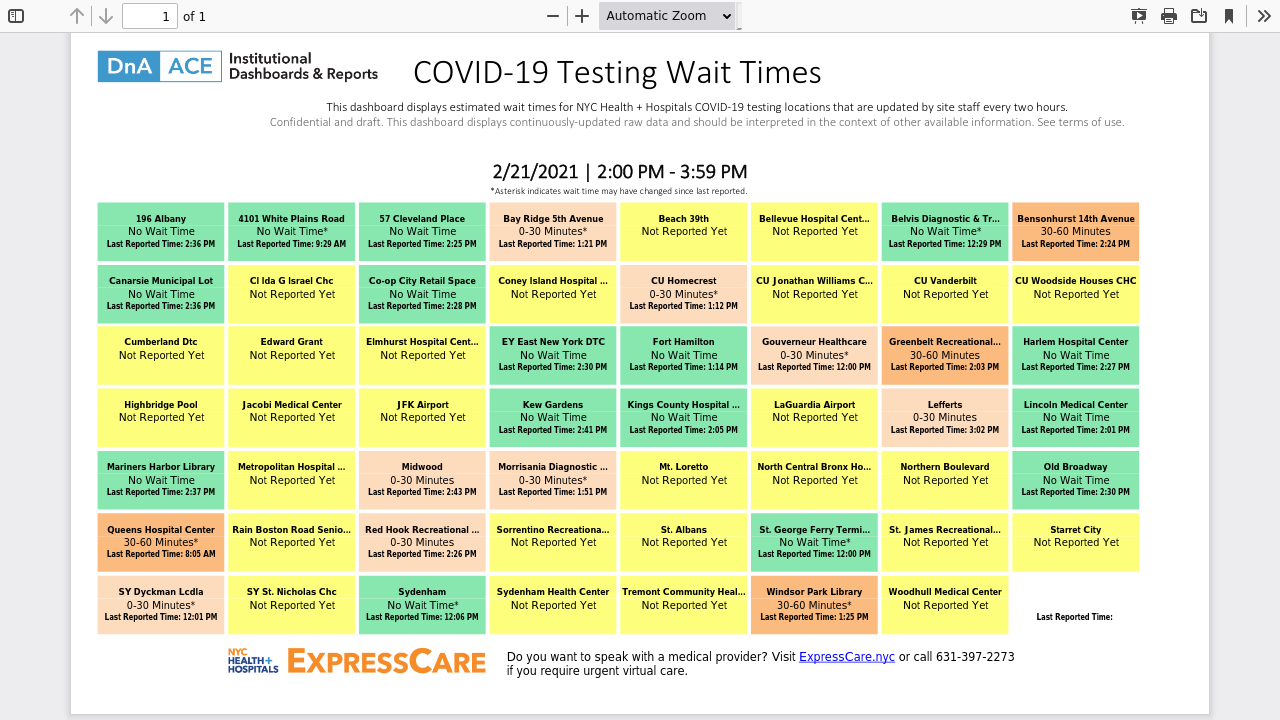 1 of 1 Automatic Zoom
DnA ACE Institutional Dashboards & Reports
COVID-19 Testing Wait Times
This dashboard displays estimated wait times for NYC Health + Hospitals COVID-19 testing locations that are updated by site staff every two hours.
Confidential and draft. This dashboard displays continuously-updated raw data and should be interpreted in the context of other available information. See terms of use.
2/21/2021 | 2:00 PM - 3:59 PM
*Asterisk indicates wait time may have changed since last reported.
196 Albany
No Wait Time
Last Reported Time: 2:36 PM
4101 White Plains Road
No Wait Time*
Last Reported Time: 9:29 AM
57 Cleveland Place
No Wait Time
Last Reported Time: 2:25 PM
Bay Ridge 5th Avenue
0-30 Minutes*
Last Reported Time: 1:21 PM
Beach 39th
Not Reported Yet
Bellevue Hospital Cent...
Not Reported Yet
Belvis Diagnostic & Tr...
No Wait Time*
Last Reported Time: 12:29 PM
Bensonhurst 14th Avenue
30-60 Minutes
Last Reported Time: 2:24 PM
Canarsie Municipal Lot
No Wait Time
Last Reported Time: 2:36 PM
Cl Ida G Israel Chc
Not Reported Yet
Co-op City Retail Space
No Wait Time
Last Reported Time: 2:28 PM
Coney Island Hospital ...
Not Reported Yet
CU Homecrest
0-30 Minutes*
Last Reported Time: 1:12 PM
CU Jonathan Williams C...
Not Reported Yet
CU Vanderbilt
Not Reported Yet
CU Woodside Houses CHC
Not Reported Yet
Cumberland Dtc
Not Reported Yet
Edward Grant
Not Reported Yet
Elmhurst Hospital Cent...
Not Reported Yet
EY East New York DTC
No Wait Time
Last Reported Time: 2:30 PM
Fort Hamilton
No Wait Time
Last Reported Time: 1:14 PM
Gouverneur Healthcare
0-30 Minutes*
Last Reported Time: 12:00 PM
Greenbelt Recreational...
30-60 Minutes
Last Reported Time: 2:03 PM
Harlem Hospital Center
No Wait Time
Last Reported Time: 2:27 PM
Highbridge Pool
Not Reported Yet
Jacobi Medical Center
Not Reported Yet
JFK Airport
Not Reported Yet
Kew Gardens
No Wait Time
Last Reported Time: 2:41 PM
Kings County Hospital ...
No Wait Time
Last Reported Time: 2:05 PM
LaGuardia Airport
Not Reported Yet
Lefferts
0-30 Minutes
Last Reported Time: 3:02 PM
Lincoln Medical Center
No Wait Time
Last Reported Time: 2:01 PM
Mariners Harbor Library
No Wait Time
Last Reported Time: 2:37 PM
Metropolitan Hospital ...
Not Reported Yet
Midwood
0-30 Minutes
Last Reported Time: 2:43 PM
Morrisania Diagnostic ...
0-30 Minutes*
Last Reported Time: 1:51 PM
Mt. Loretto
Not Reported Yet
North Central Bronx Ho...
Not Reported Yet
Northern Boulevard
Not Reported Yet
Old Broadway
No Wait Time
Last Reported Time: 2:30 PM
Queens Hospital Center
30-60 Minutes*
Last Reported Time: 8:05 AM
Rain Boston Road Senio...
Not Reported Yet
Red Hook Recreational ...
0-30 Minutes
Last Reported Time: 2:26 PM
Sorrentino Recreationa...
Not Reported Yet
St. Albans
Not Reported Yet
St. George Ferry Termi...
No Wait Time*
Last Reported Time: 12:00 PM
St. James Recreational...
Not Reported Yet
Starret City
Not Reported Yet
SY Dyckman Lcdla
0-30 Minutes*
Last Reported Time: 12:01 PM
SY St. Nicholas Chc
Not Reported Yet
Sydenham
No Wait Time*
Last Reported Time: 12:06 PM
Sydenham Health Center
Not Reported Yet
Tremont Community Heal...
Not Reported Yet
Windsor Park Library
30-60 Minutes*
Last Reported Time: 1:25 PM
Woodhull Medical Center
Not Reported Yet
Last Reported Time:
NYC HEALTH+ HOSPITALS
EXPRESSCARE
Do you want to speak with a medical provider? Visit ExpressCare.nyc or call 631-397-2273
if you require urgent virtual care.